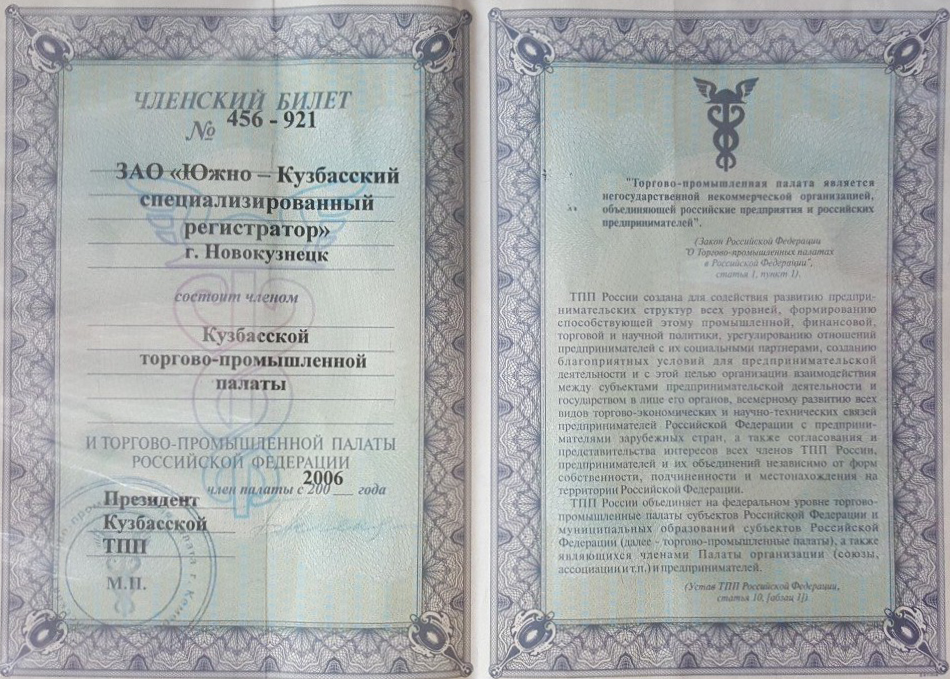 ЧЛЕНСКИЙ БИЛЕТ
№ 456 - 921
ЗАО «Южно – Кузбасский
специализированный
регистратор»
г. Новокузнецк
состоит членом
Кузбасской
торгово-промышленной
палаты
И ТОРГОВО-ПРОМЫШЛЕННОЙ ПАЛАТЫ
РОССИЙСКОЙ ФЕДЕРАЦИИ
2006
член палаты с 200__ года
Президент
Кузбасской
ТПП
М.П.
"Торгово-промышленная палата является
негосударственной некоммерческой организацией,
объединяющей российские предприятия и российских
предпринимателей".
(Закон Российской Федерации
"О Торгово-промышленных палатах
в Российской Федерации",
статья 1, пункт 1).
ТПП России создана для содействия развитию предпри-
нимательских структур всех уровней, формированию
способствующей этому промышленной, финансовой,
торговой и научной политики, урегулированию отношений
предпринимателей с их социальными партнерами, созданию
благоприятных условий для предпринимательской
деятельности и с этой целью организации взаимодействия
между субъектами предпринимательской деятельности и
государством в лице его органов, всемерному развитию всех
видов торгово-экономических и научно-технических связей
предпринимателей Российской Федерации с предприни-
мателями зарубежных стран, а также согласования и
представительства интересов всех членов ТПП России,
предпринимателей и их объединений независимо от форм
собственности, подчиненности и местонахождения на
территории Российской Федерации.
ТПП России объединяет на федеральном уровне торгово-
промышленные палаты субъектов Российской Федерации и
муниципальных образований субъектов Российской
Федерации (далее - торгово-промышленные палаты), а также
являющихся членами Палаты организации (союзы,
ассоциации и т.п.) и предпринимателей.
(Устав ТПП Российской Федерации,
статья 10, [абзац 1]).